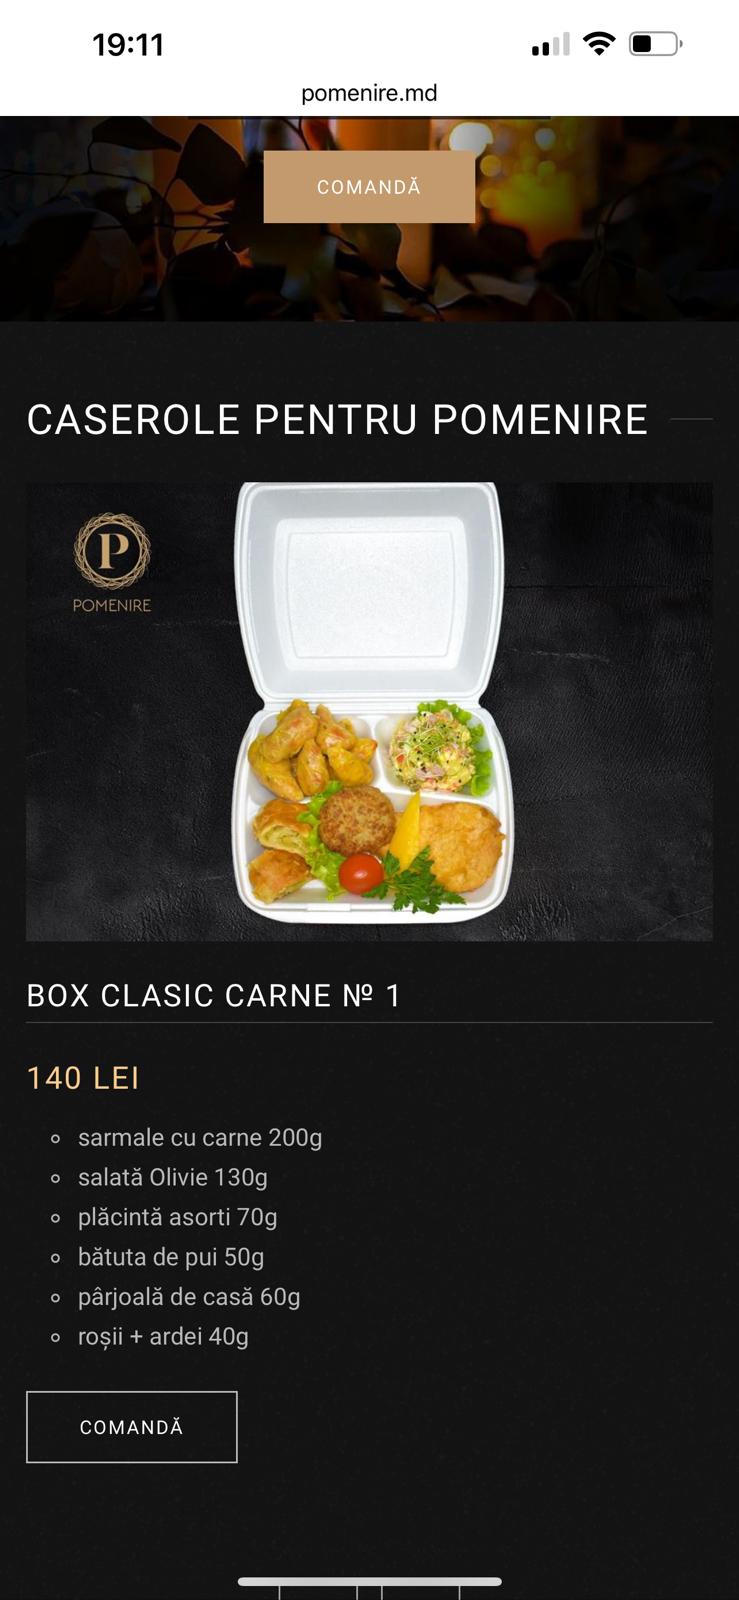 19:11
pomenire.md
COMANDĂ
CASEROLE PENTRU POMENIRE
P
POMENIRE
BOX CLASIC CARNE № 1
140 LEI
sarmale cu carne 200g
salată Olivie 130g
plăcintă asorti 70g
bătuta de pui 50g
pârjoală de casă 60g
roșii + ardei 40g
COMANDĂ